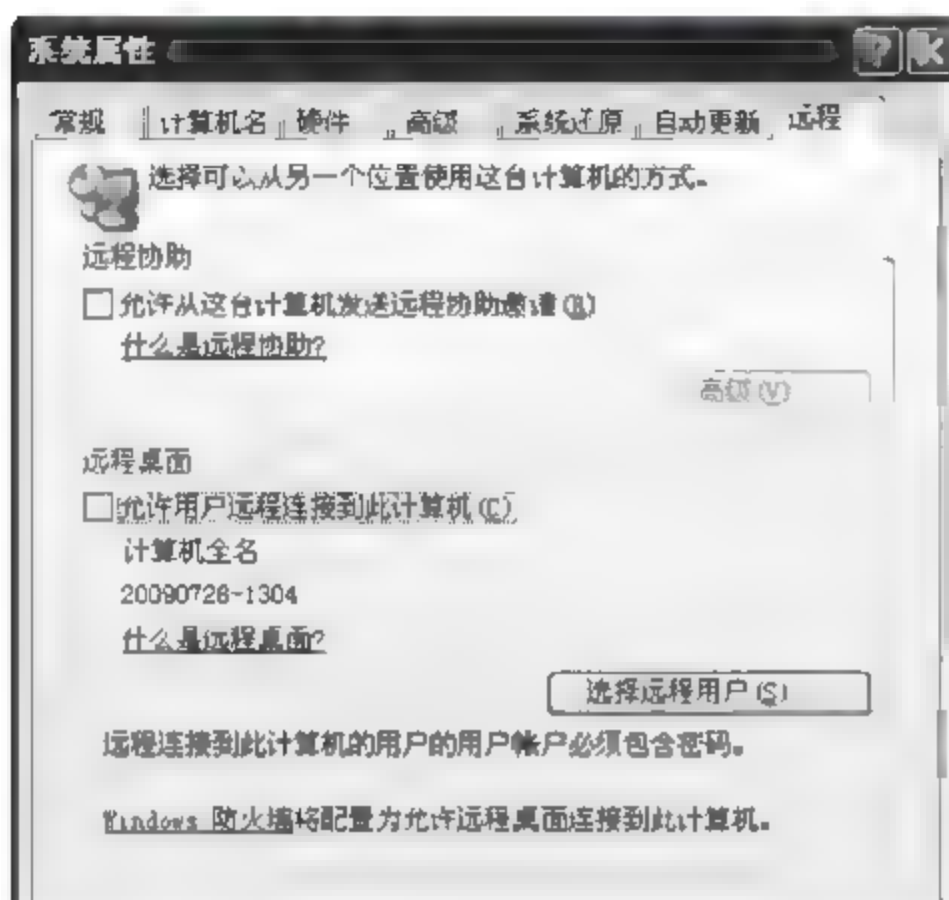 系统属性
常规 计算机名 硬件 高级 系统还原 自动更新 远程
选择可以从另一个位置使用这台计算机的方式。
远程协助
允许从这台计算机发送远程协助邀请(R)
什么是远程协助?
高级(V)
远程桌面
允许用户远程连接到此计算机(C)
计算机全名
20090726-1304
什么是远程桌面?
选择远程用户(S)
远程连接到此计算机的用户的用户帐户必须包含密码。
Windows 防火墙将配置为允许远程桌面连接到此计算机。